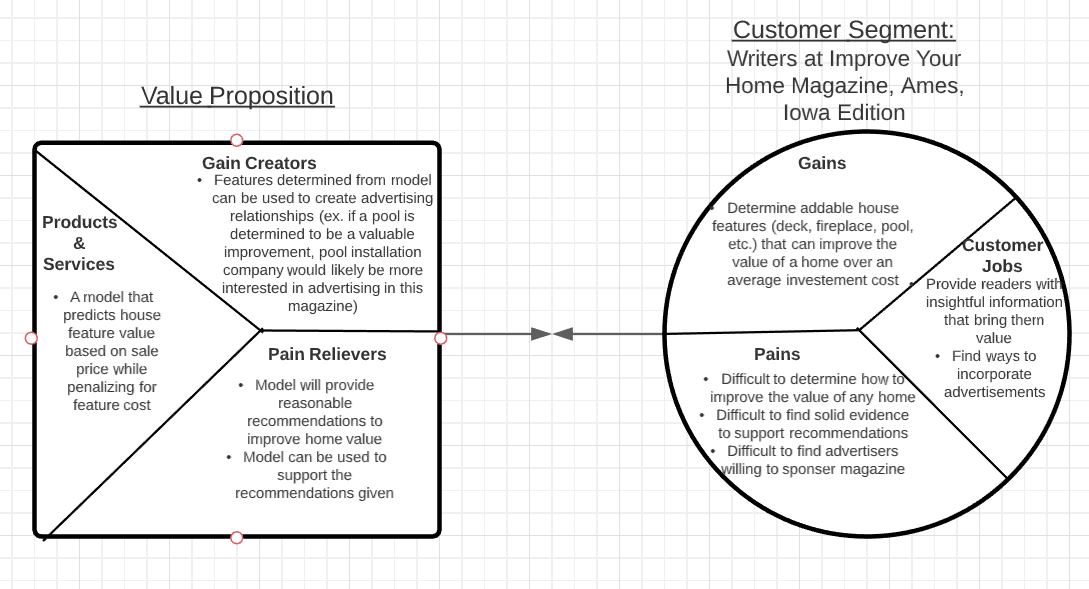 Value Proposition
Products
&
Services
• A model that
predicts house
feature value
based on sale
price while
penalizing for
feature cost
Gain Creators
• Features determined from model
can be used to create advertising
relationships (ex. if a pool is
determined to be a valuable
improvement, pool installation
company would likely be more
interested in advertising in this
magazine)
Pain Relievers
• Model will provide
reasonable
recommendations to
improve home value
• Model can be used to
support the
recommendations given
Customer Segment:
Writers at Improve Your
Home Magazine, Ames,
Iowa Edition
Gains
• Determine addable house
features (deck, fireplace, pool,
etc.) that can improve the
value of a home over an
average investement cost
Customer
Jobs
• Provide readers with
insightful information
that bring them
value
• Find ways to
incorporate
advertisements
Pains
• Difficult to determine how to
improve the value of any home
• Difficult to find solid evidence
to support recommendations
• Difficult to find advertisers
willing to sponser magazine